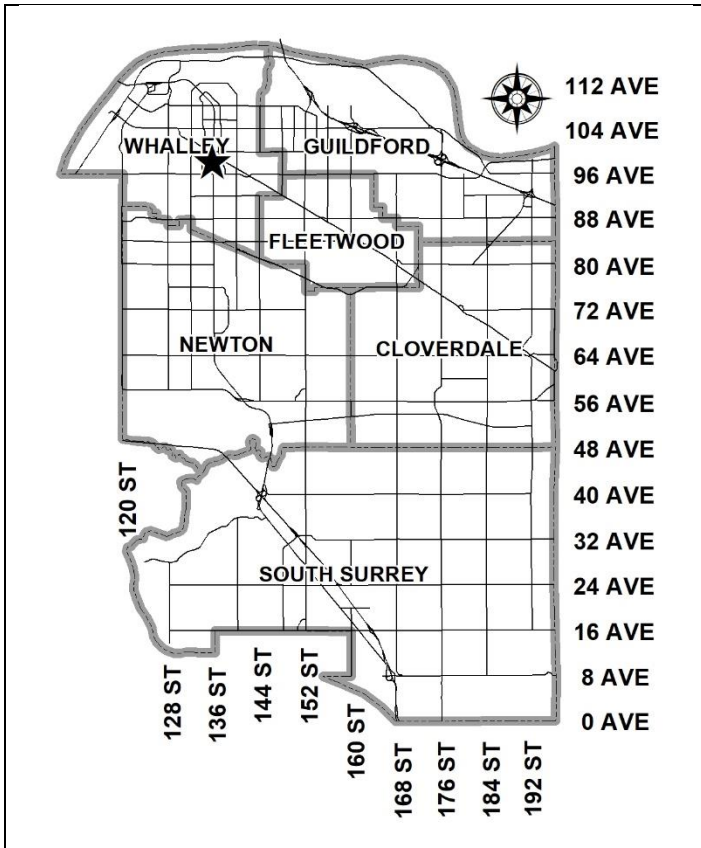 112 AVE
104 AVE
WHALLEY
GUILDFORD
96 AVE
88 AVE
FLEETWOOD
80 AVE
72 AVE
NEWTON
CLOVERDALE
64 AVE
56 AVE
48 AVE
120 ST
40 AVE
32 AVE
SOUTH SURREY
24 AVE
16 AVE
128 ST
136 ST
144 ST
152 ST
160 ST
8 AVE
0 AVE
168 ST
176 ST
184 ST
192 ST